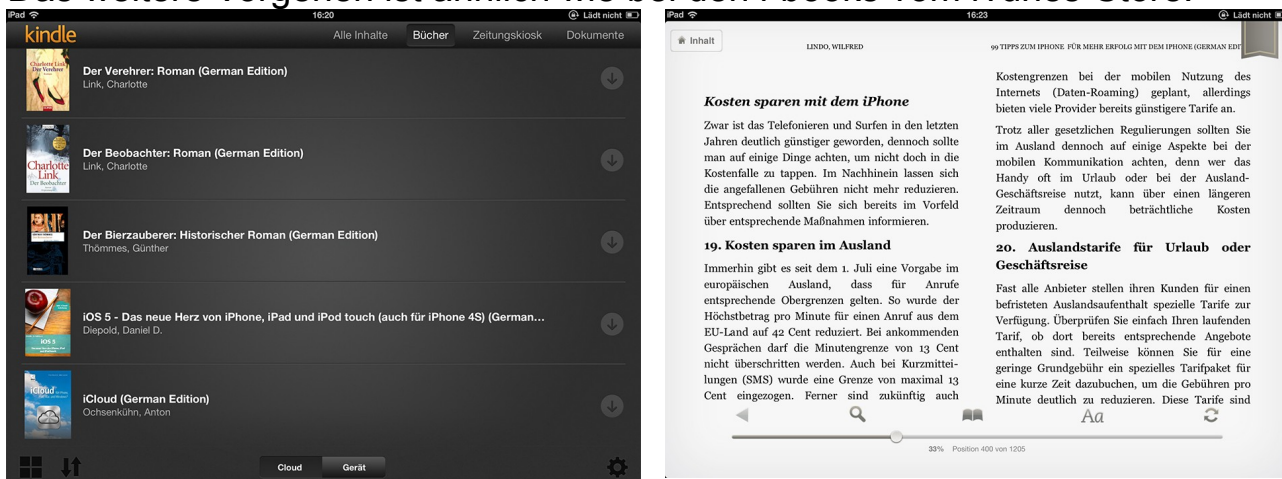 Das weitere Vorgehen ist ähnlich wie bei den vom iTunes-Store.
iPad
16:20
Lädt nicht
kindle
Alle Inhalte
Bücher
Zeitungskiosk
Dokumente
Der Verehrer: Roman (German Edition)
Link, Charlotte
Charlotte
Link
Der Beobachter
Der Beobachter: Roman (German Edition)
Link, Charlotte
Der Bierzauberer: Historischer Roman (German Edition)
Thömmes, Günther
iOS 5
iOS 5 - Das neue Herz von iPhone, iPad und iPod touch (auch für iPhone 4S) (German...
Diepold, Daniel D.
iCloud
iCloud (German Edition)
Ochsenkühn, Anton
Cloud
Gerät
iPad
16:23
Lädt nicht
Inhalt
LINDO, WILFRED
99 TIPPS ZUM IPHONE FÜR MEHR ERFOLG MIT DEM IPHONE (GERMAN
Kosten sparen mit dem iPhone
Zwar ist das Telefonieren und Surfen in den letzten
Jahren deutlich günstiger geworden, dennoch sollte
man auf einige Dinge achten, um nicht doch in die
Kostenfalle zu tappen. Im Nachhinein lassen sich
die angefallenen Gebühren nicht mehr reduzieren.
Entsprechend sollten Sie sich bereits im Vorfeld
über entsprechende Maßnahmen informieren.
19. Kosten sparen im Ausland
Immerhin gibt es seit dem 1. Juli eine Vorgabe im
europäischen Ausland, dass für Anrufe
entsprechende Obergrenzen gelten. So wurde der
Höchstbetrag pro Minute für einen Anruf aus dem
EU-Land auf 42 Cent reduziert. Bei ankommenden
Gesprächen darf die Minutengrenze von 13 Cent
nicht überschritten werden. Auch bei Kurzmittei-
lungen (SMS) wurde eine Grenze von maximal 13
Cent eingezogen. Ferner sind zukünftig auch
Kostengrenzen bei der mobilen Nutzung des
Internets (Daten-Roaming) geplant, allerdings
bieten viele Provider bereits günstigere Tarife an.
Trotz aller gesetzlichen Regulierungen sollten Sie
im Ausland dennoch auf einige Aspekte bei der
mobilen Kommunikation achten, denn wer das
Handy oft im Urlaub oder bei der Ausland-
Geschäftsreise nutzt, kann über einen längeren
Zeitraum dennoch beträchtliche Kosten
produzieren.
20. Auslandstarife für Urlaub oder
Geschäftsreise
Fast alle Anbieter stellen ihren Kunden für einen
befristeten Auslandsaufenthalt spezielle Tarife zur
Verfügung. Überprüfen Sie einfach Ihren laufenden
Tarif, ob dort bereits entsprechende Angebote
enthalten sind. Teilweise können Sie für eine
geringe Grundgebühr ein spezielles Tarifpaket für
eine kurze Zeit dazubuchen, um die Gebühren pro
Minute deutlich zu reduzieren. Diese Tarife sind
Aa
33% Position 400 von 1205